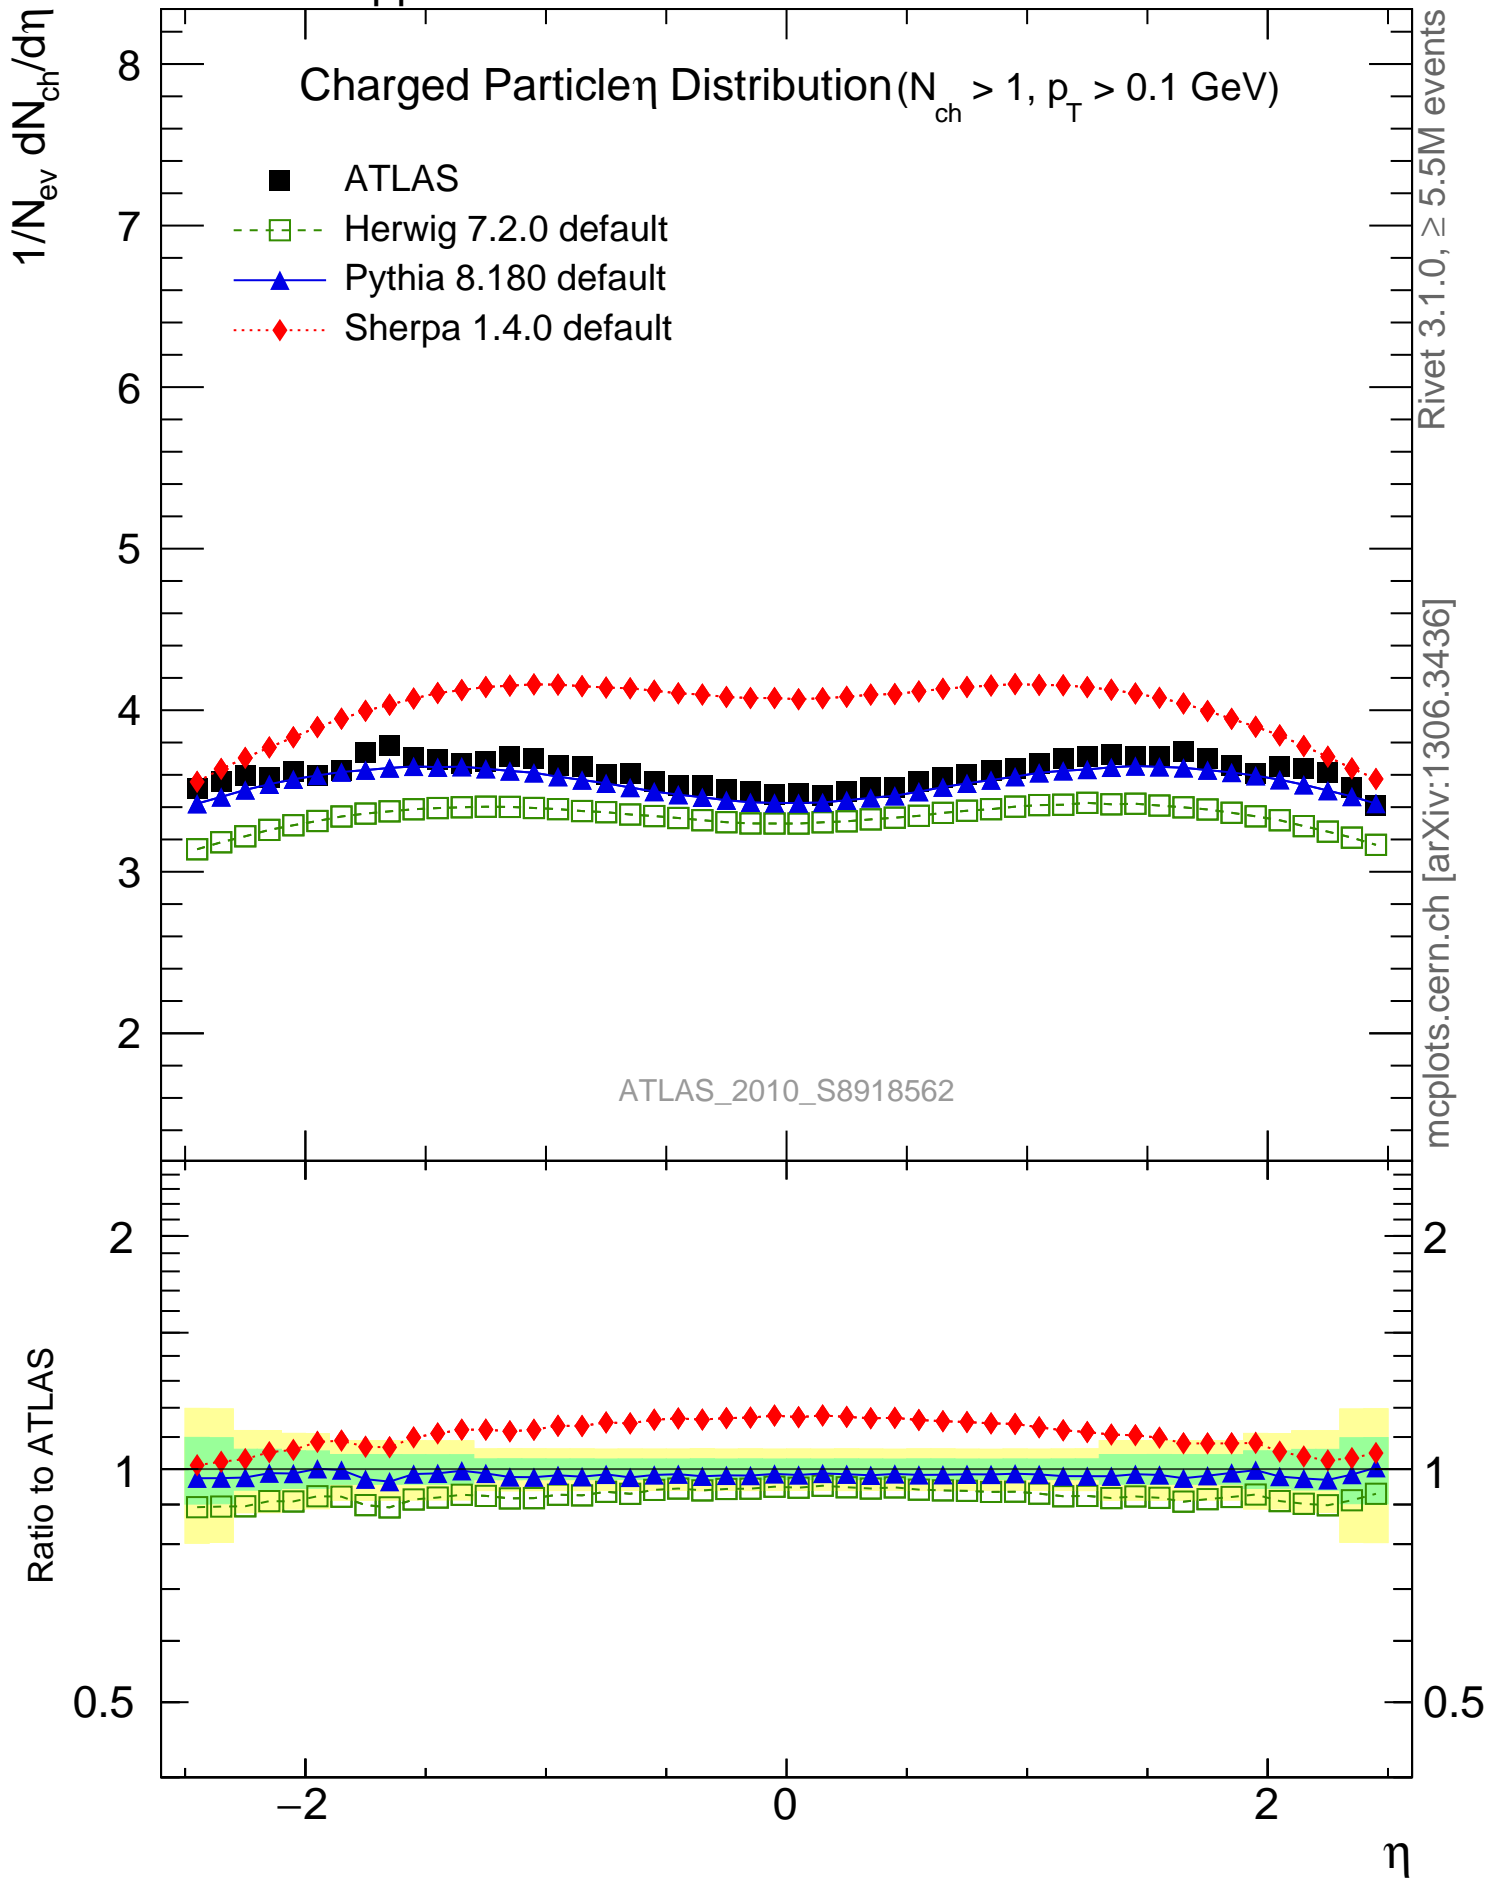 pp
1/N_ev dN_ch/dη
Charged Particleη Distribution(N_ch > 1, p_T > 0.1 GeV)
ATLAS
Herwig 7.2.0 default
Pythia 8.180 default
Sherpa 1.4.0 default
8
7
6
5
4
3
2
ATLAS_2010_S8918562
Rivet 3.1.0, ≥ 5.5M events
mcplots.cern.ch [arXiv:1306.3436]
Ratio to ATLAS
2
1
0.5
2
1
0.5
−2
0
2
η